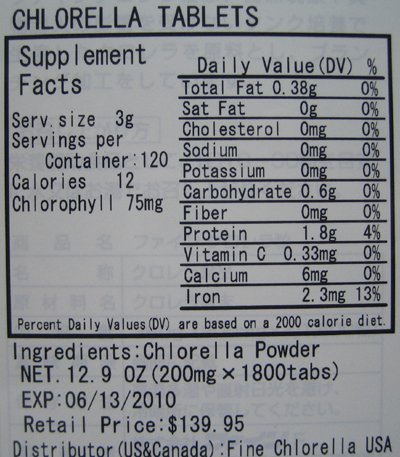 CHLORELLA TABLETS
Supplement
Facts
Serv.size 3g
Servings per
Container:120
Calories 12
Chlorophyll 75mg
Daily Value(DV) %
Total Fat 0.38g 0%
Sat Fat 0g 0%
Cholesterol 0mg 0%
Sodium 0mg 0%
Potassium 0mg 0%
Carbohydrate 0.6g 0%
Fiber 0mg 0%
Protein 1.8g 4%
Vitamin C 0.33mg 0%
Calcium 6mg 0%
Iron 2.3mg 13%
Percent Daily Values(DV) are based on a 2000 calorie diet.
Ingredients:Chlorella Powder
NET. 12.9 OZ(200mg×1800tabs)
EXP:06/13/2010
Retail Price:$139.95
Distributor(US&Canada):Fine Chlorella USA